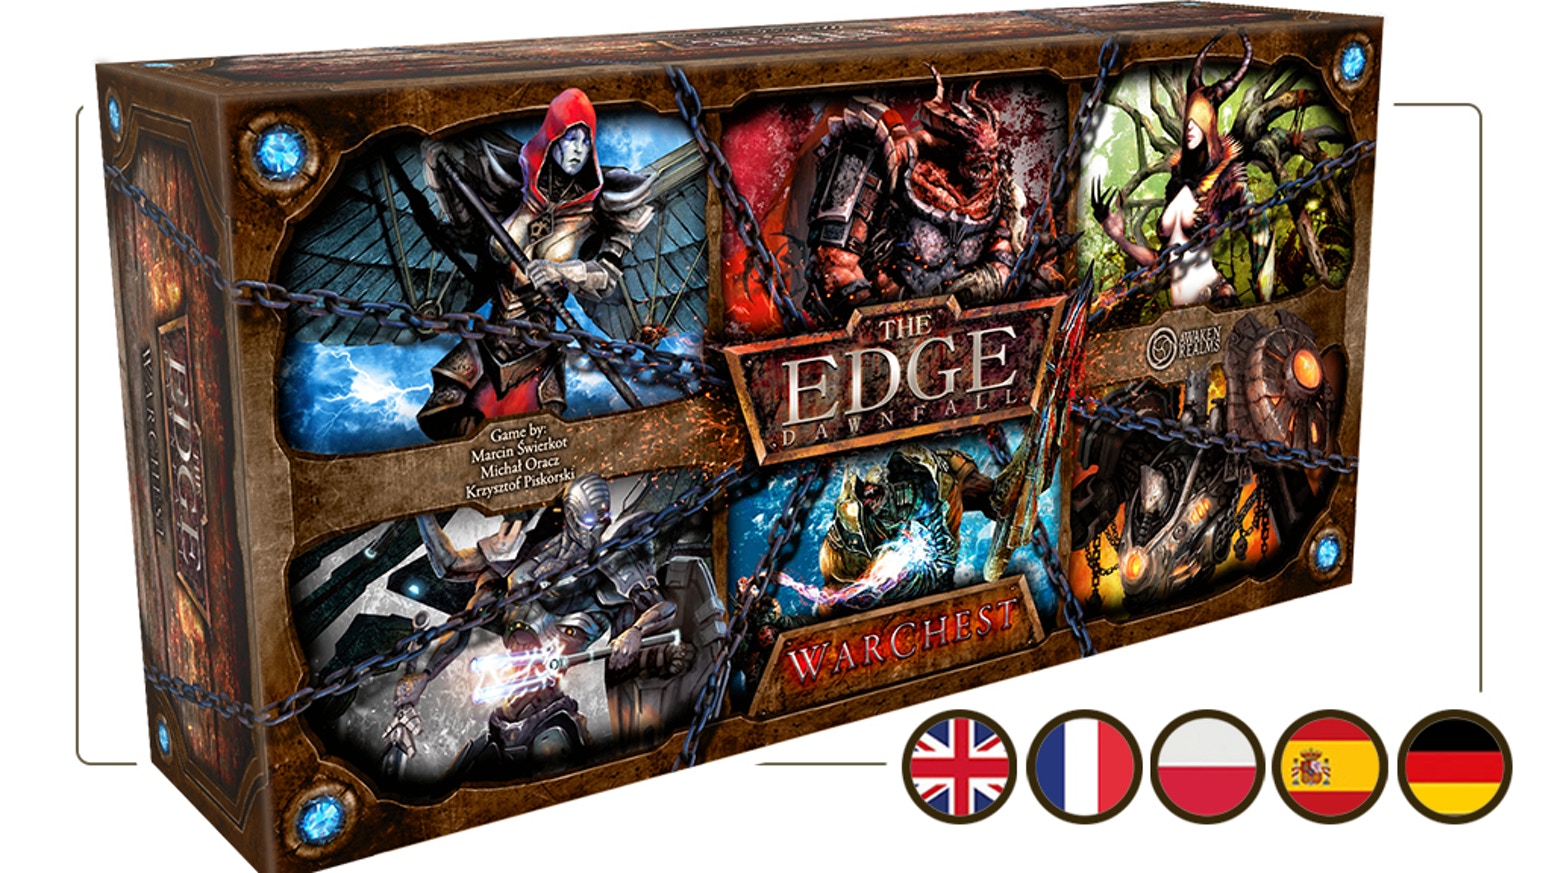 THE
EDGE
DAWNFALL
AWAKEN
REALMS
Game by:
Marcin Świerkot
Michał Oracz
Krzysztof Piskorski
WARCHEST
THE
EDGE
WARCHEST